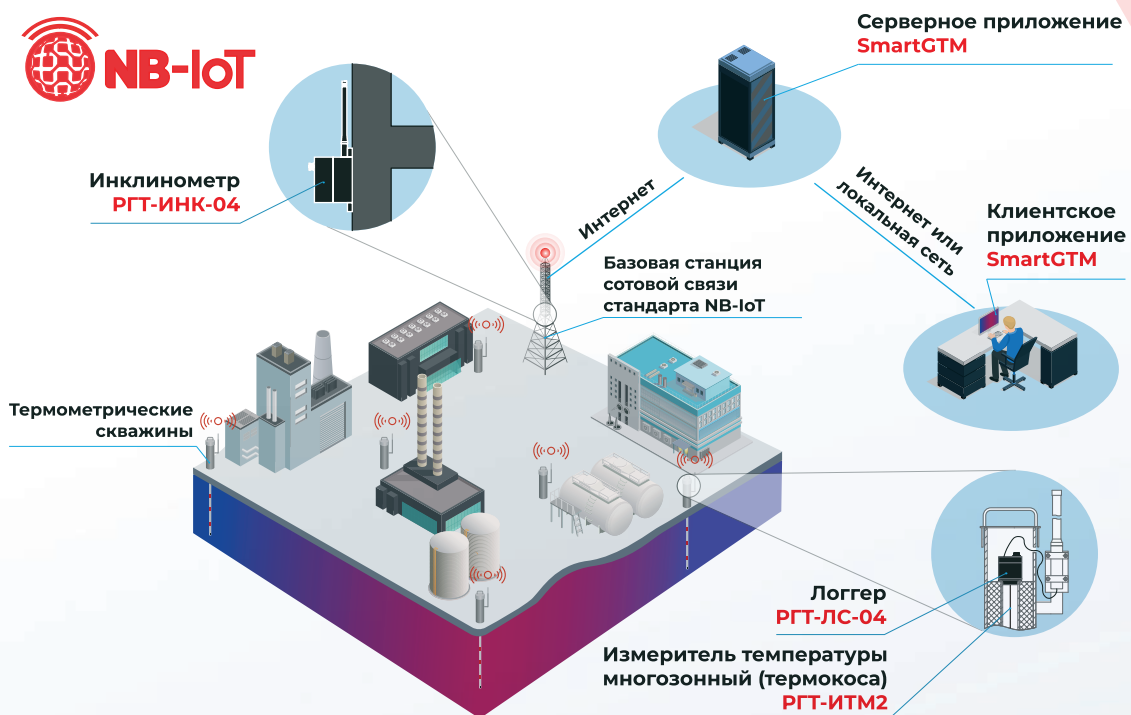 NB-IoT
Серверное приложение
SmartGTM
Инклинометр
РГТ-ИНК-04
Интернет
Интернет или
локальная сеть
Клиентское
приложение
SmartGTM
Базовая станция
сотовой связи
стандарта NB-IoT
Термометрические
скважины
Логгер
РГТ-ЛС-04
Измеритель температуры
многозонный (термокоса)
РГТ-ИТМ2